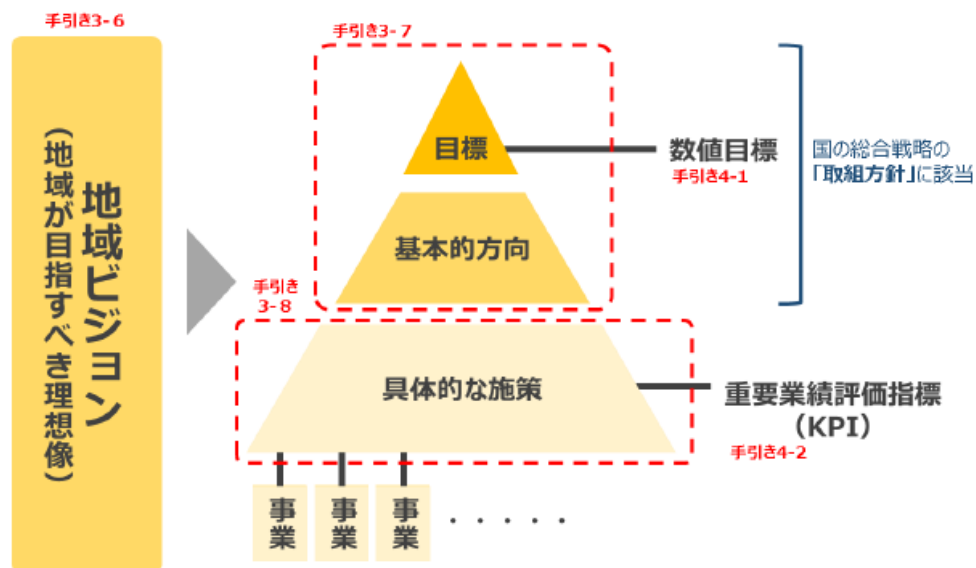 手引き3-6
地域ビジョン
(地域が目指すべき理想像)
手引き3-7
目標
数値目標
手引き4-1
国の総合戦略の
「取組方針」に該当
基本的方向
手引き
3-8
具体的な施策
重要業績評価指標
(KPI)
手引き4-2
事業
事業
事業
・・・・・